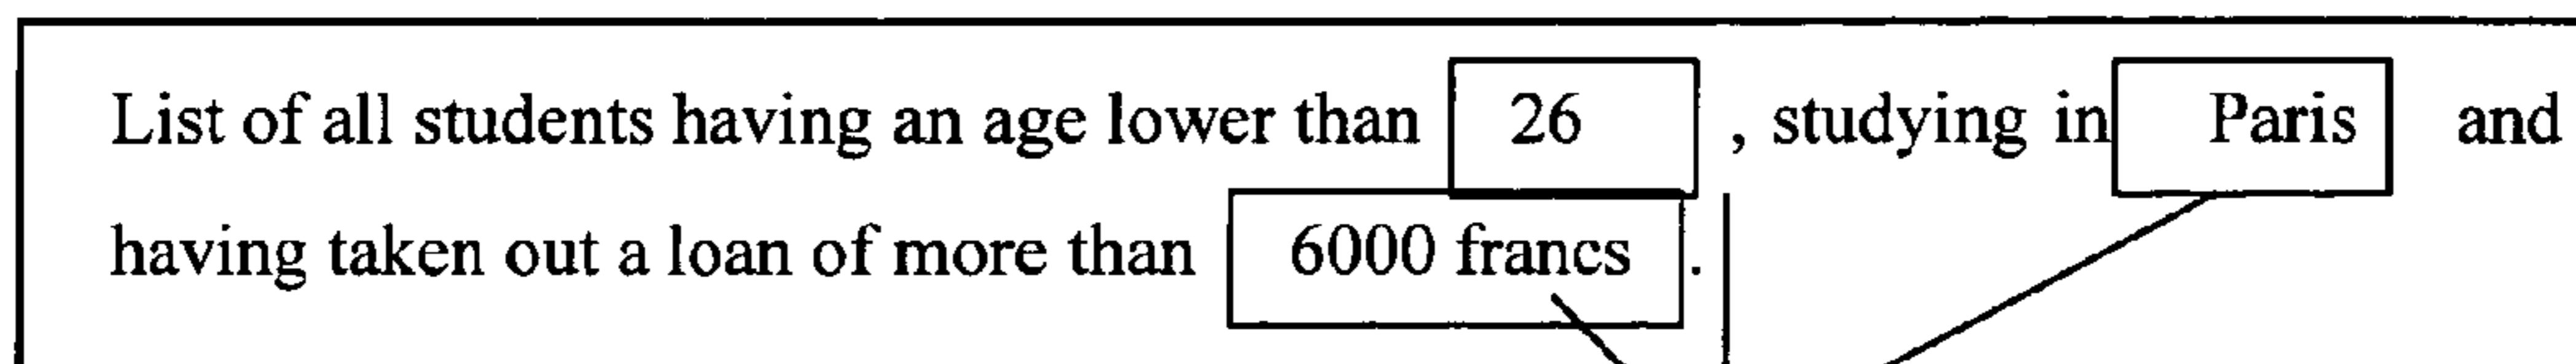 List of all students having an age lower than 26 , studying in Paris and
having taken out a loan of more than 6000 francs .